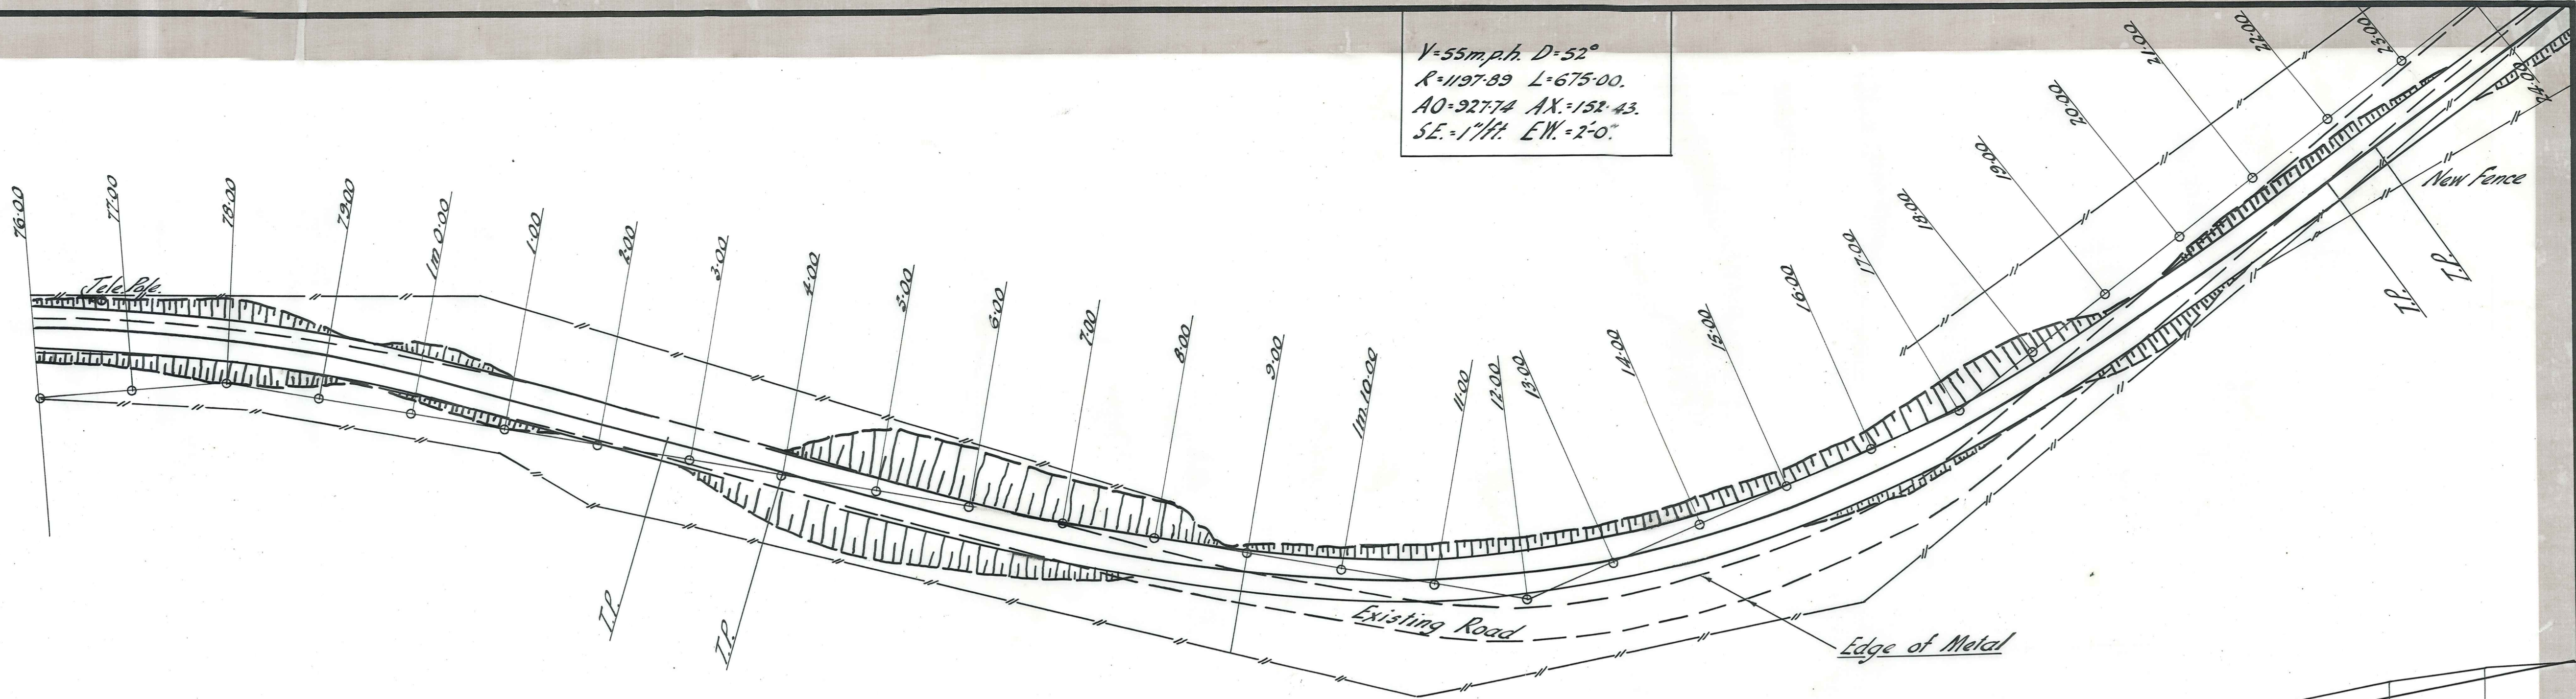 V=55m.p.h. D=52°
R=1197·89 L=675·00.
AO=927·74 AX.=152·43.
SE.=1"/ft. EW.=2'-0".
76·00
77·00
78·00
79·00
1m 0·00
1·00
2·00
3·00
4·00
5·00
6·00
7·00
8·00
9·00
1m. 10·00
11·00
12·00
13·00
14·00
15·00
16·00
17·00
18·00
19·00
20·00
21·00
22·00
23·00
24·00
Tele Pole.
New Fence
T.P.
T.P.
T.P.
T.P.
Existing Road
Edge of Metal